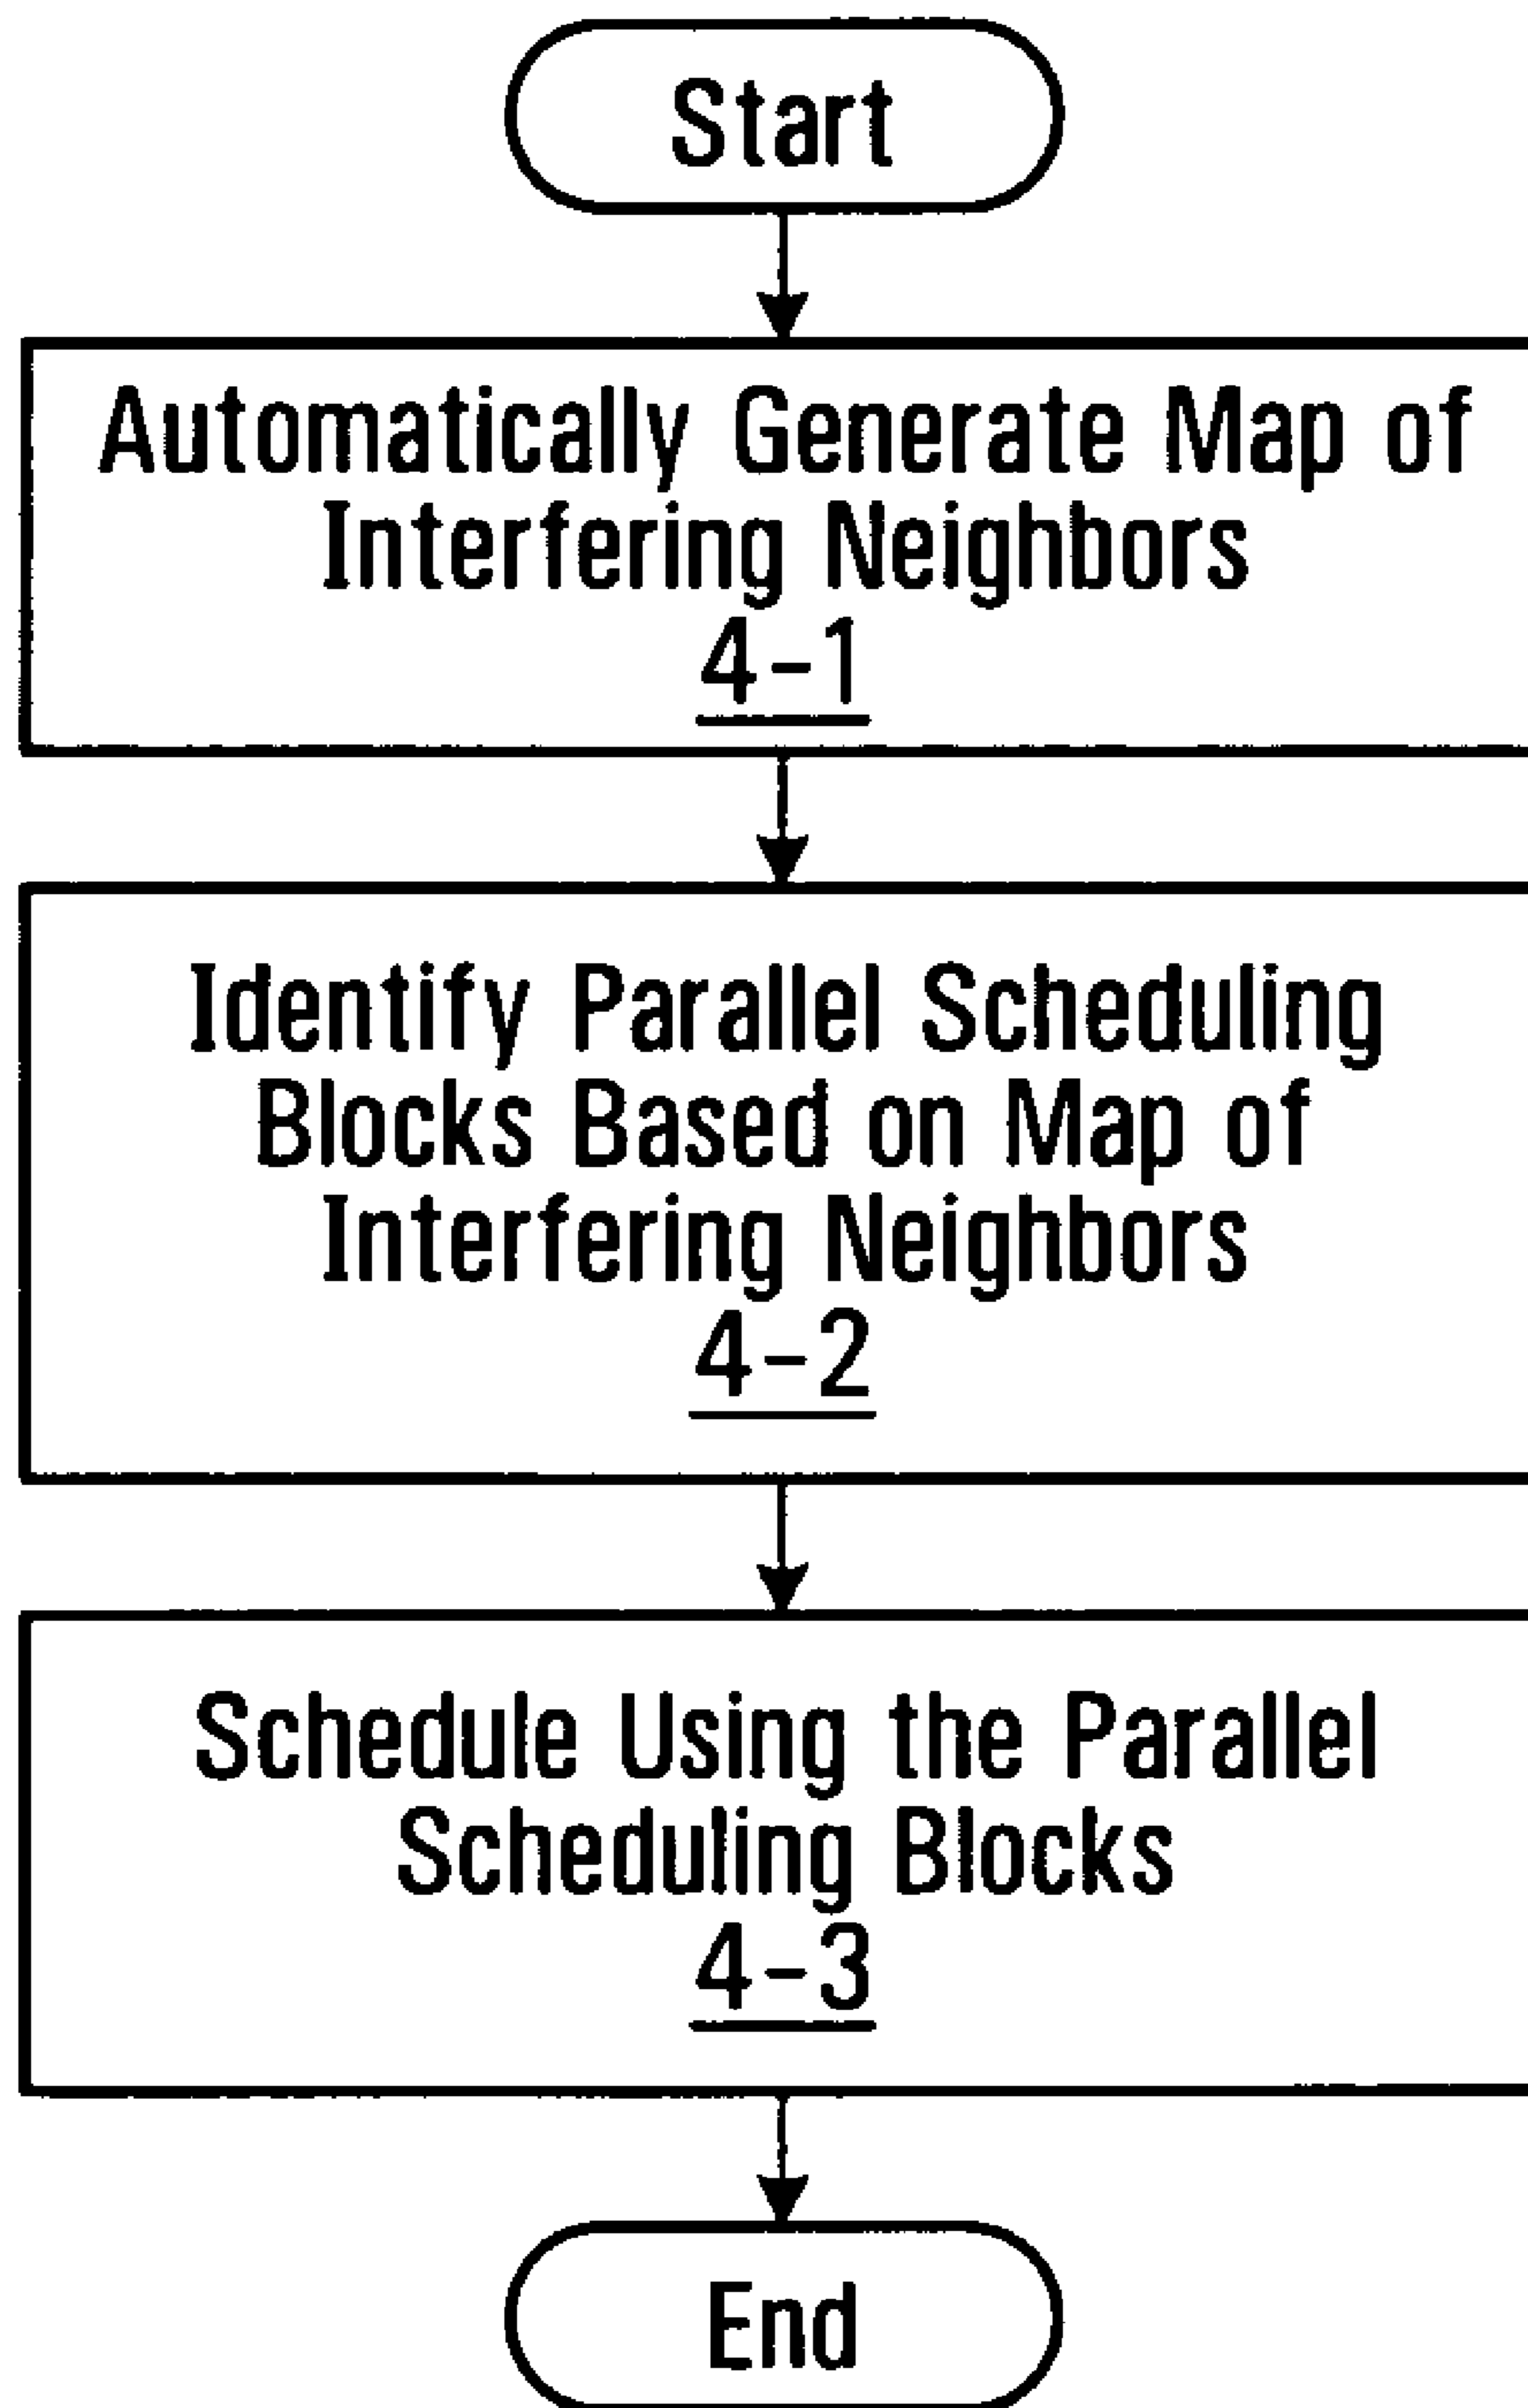 Start
Automatically Generate Map of
Interfering Neighbors
4-1
Identify Parallel Scheduling
Blocks Based on Map of
Interfering Neighbors
4-2
Schedule Using the Parallel
Scheduling Blocks
4-3
End